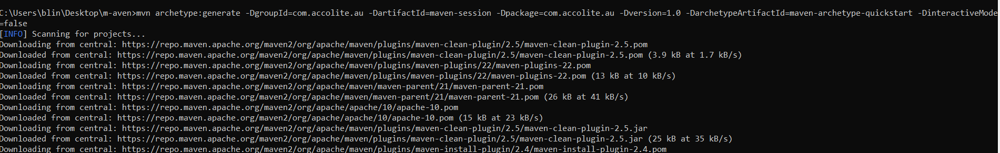 C:\Users\blin\Desktop\m-aven>mvn archetype:generate -DgroupId=com.accolite.au -DartifactId=maven-session -Dpackage=com.accolite.au -Dversion=1.0 -DarchetypeArtifactId=maven-archetype-quickstart -DinteractiveMode
=false
[INFO] Scanning for projects...
Downloading from central: https://repo.maven.apache.org/maven2/org/apache/maven/plugins/maven-clean-plugin/2.5/maven-clean-plugin-2.5.pom
Downloaded from central: https://repo.maven.apache.org/maven2/org/apache/maven/plugins/maven-clean-plugin/2.5/maven-clean-plugin-2.5.pom (3.9 kB at 1.7 kB/s)
Downloading from central: https://repo.maven.apache.org/maven2/org/apache/maven/plugins/maven-plugins/22/maven-plugins-22.pom
Downloaded from central: https://repo.maven.apache.org/maven2/org/apache/maven/plugins/maven-plugins/22/maven-plugins-22.pom (13 kB at 10 kB/s)
Downloading from central: https://repo.maven.apache.org/maven2/org/apache/maven/maven-parent/21/maven-parent-21.pom
Downloaded from central: https://repo.maven.apache.org/maven2/org/apache/maven/maven-parent/21/maven-parent-21.pom (26 kB at 41 kB/s)
Downloading from central: https://repo.maven.apache.org/maven2/org/apache/apache/10/apache-10.pom
Downloaded from central: https://repo.maven.apache.org/maven2/org/apache/apache/10/apache-10.pom (15 kB at 23 kB/s)
Downloading from central: https://repo.maven.apache.org/maven2/org/apache/maven/plugins/maven-clean-plugin/2.5/maven-clean-plugin-2.5.jar
Downloaded from central: https://repo.maven.apache.org/maven2/org/apache/maven/plugins/maven-clean-plugin/2.5/maven-clean-plugin-2.5.jar (25 kB at 35 kB/s)
Downloading from central: https://repo.maven.apache.org/maven2/org/apache/maven/plugins/maven-install-plugin/2.4/maven-install-plugin-2.4.pom